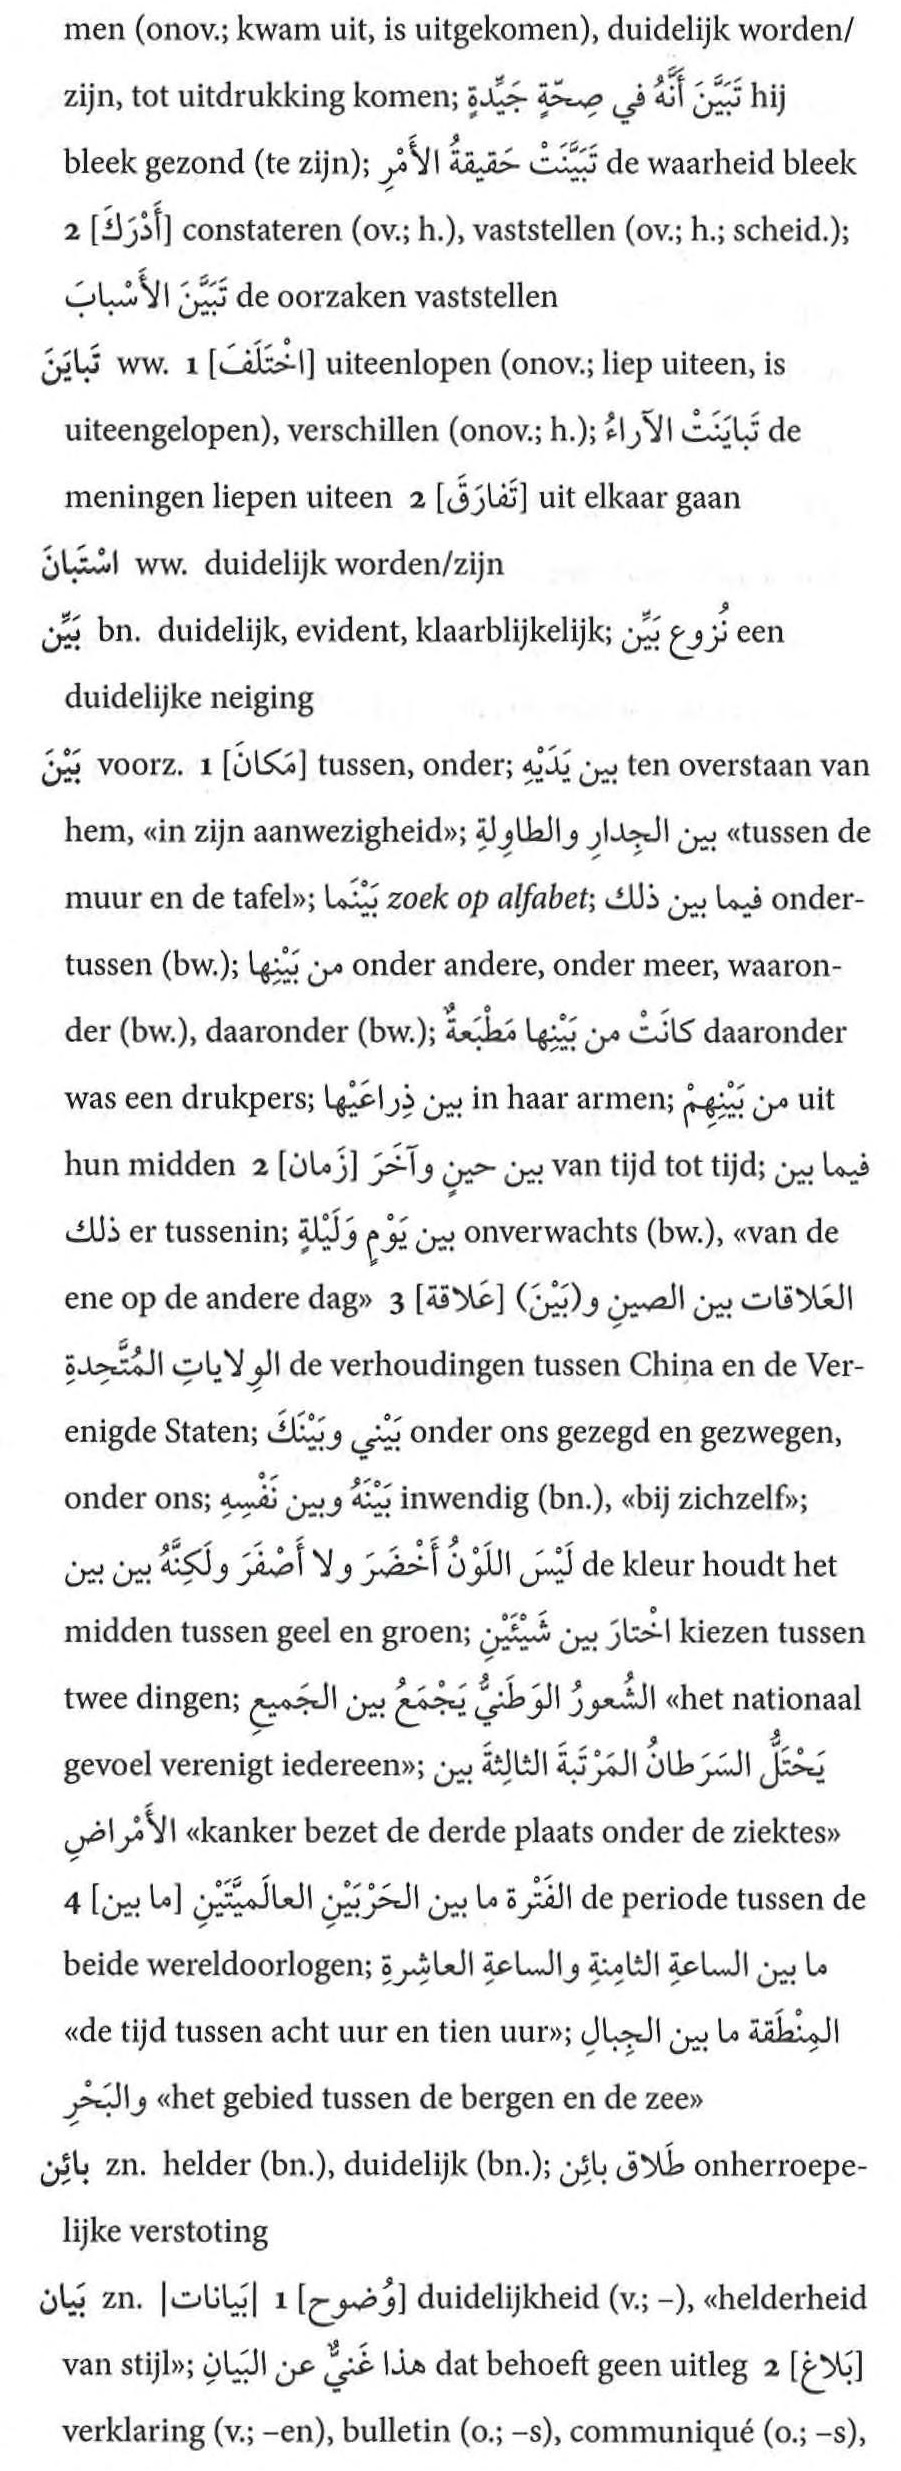 men (onov.; kwam uit, is uitgekomen), duidelijk worden/
zijn, tot uitdrukking komen; تَبَيَّنَ أَنَّهُ في صِحّةٍ جَيِّدةٍ hij
bleek gezond (te zijn); تَبَيَّنَتْ حَقيقةُ الأَمْرِ de waarheid bleek
2 [أَدْرَكَ] constateren (ov.; h.), vaststellen (ov.; h.; scheid.);
تَبَيَّنَ الأَسْبابَ de oorzaken vaststellen
تَبايَنَ ww. 1 [اخْتَلَفَ] uiteenlopen (onov.; liep uiteen, is
uiteengelopen), verschillen (onov.; h.); تَبايَنَتْ الآراءُ de
meningen liepen uiteen 2 [تَفارَقَ] uit elkaar gaan
اسْتَبانَ ww. duidelijk worden/zijn
بَيِّن bn. duidelijk, evident, klaarblijkelijk; نُزوع بَيِّن een
duidelijke neiging
بَيْنَ voorz. 1 [مَكانَ] tussen, onder; بين يَدَيْهِ ten overstaan van
hem, «in zijn aanwezigheid»; بين الجِدارِ والطاوِلةِ «tussen de
muur en de tafel»; بَيْنَما zoek op alfabet; فيما بين ذلك onder-
tussen (bw.); من بَيْنِها onder andere, onder meer, waaron-
der (bw.), daaronder (bw.); كانَتْ من بَيْنِها مَطْبَعةٌ daaronder
was een drukpers; بين ذِراعَيْها in haar armen; من بَيْنِهِمْ uit
hun midden 2 [زَمان] بين حينٍ وآخَرَ van tijd tot tijd; فيما بين
ذلك er tussenin; بين يَوْمٍ وَلَيْلةٍ onverwachts (bw.), «van de
ene op de andere dag» 3 [عَلاقة] العَلاقات بين الصينِ و(بَيْنَ)
الوِلاياتِ المُتَّحِدةِ de verhoudingen tussen China en de Ver-
enigde Staten; بَيْني وبَيْنَكَ onder ons gezegd en gezwegen,
onder ons; بَيْنَهُ وبين نَفْسِهِ inwendig (bn.), «bij zichzelf»;
لَيْسَ اللَوْنُ أَخْضَرَ ولا أَصْفَرَ ولَكِنَّهُ بين بين de kleur houdt het
midden tussen geel en groen; اخْتارَ بين شَيْئَيْنِ kiezen tussen
twee dingen; الشُعورُ الوَطَنيُّ يَجْمَعُ بين الجَميعِ «het nationaal
gevoel verenigt iedereen»; يَحْتَلُّ السَرَطانُ المَرْتَبةَ الثالِثةَ بين
الأَمْراضِ «kanker bezet de derde plaats onder de ziektes»
4 [ما بين] الفَتْرة ما بين الحَرْبَيْنِ العالَميَّتَيْنِ de periode tussen de
beide wereldoorlogen; ما بين الساعةِ الثامِنةِ والساعةِ العاشِرةِ
«de tijd tussen acht uur en tien uur»; المِنْطَقة ما بين الجِبالِ
والبَحْرِ «het gebied tussen de bergen en de zee»
بائِن zn. helder (bn.), duidelijk (bn.); طَلاق بائِن onherroepe-
lijke verstoting
بَيان zn. |بَيانات| 1 [وُضوح] duidelijkheid (v.; –), «helderheid
van stijl»; هذا غَنيٌّ عن البَيانِ dat behoeft geen uitleg 2 [بَلاغ]
verklaring (v.; –en), bulletin (o.; –s), communiqué (o.; –s),